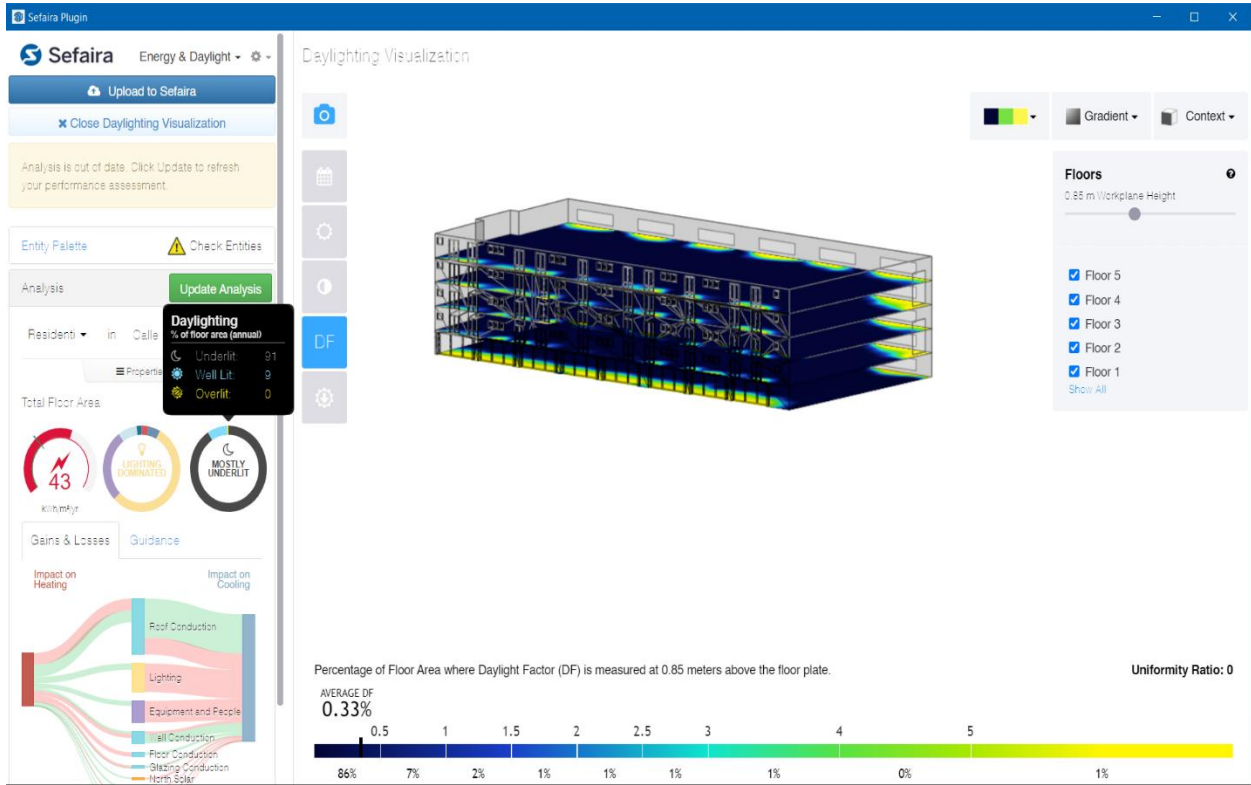 Sefaira Plugin
Sefaira
Energy & Daylight
Upload to Sefaira
Close Daylighting Visualization
Analysis is out of date. Click Update to refresh
your performance assessment.
Entity Palette
Check Entities
Analysis
Update Analysis
Residenti
in
Calle
Daylighting
% of floor area (annual)
Underlit: 91
Well Lit: 9
Overlit: 0
Propertie
Total Floor Area
43
kWh/m²/yr
LIGHTING
DOMINATED
MOSTLY
UNDERLIT
Gains & Losses
Guidance
Impact on
Heating
Impact on
Cooling
Roof Conduction
Lighting
Equipment and People
Wall Conduction
Floor Conduction
Glazing Conduction
North Solar
Daylighting Visualization
DF
Gradient
Context
Floors
0.85 m Workplane Height
Floor 5
Floor 4
Floor 3
Floor 2
Floor 1
Show All
Percentage of Floor Area where Daylight Factor (DF) is measured at 0.85 meters above the floor plate.
Uniformity Ratio: 0
AVERAGE DF
0.33%
0.5 1 1.5 2 2.5 3 4 5
86% 7% 2% 1% 1% 1% 1% 0% 1%